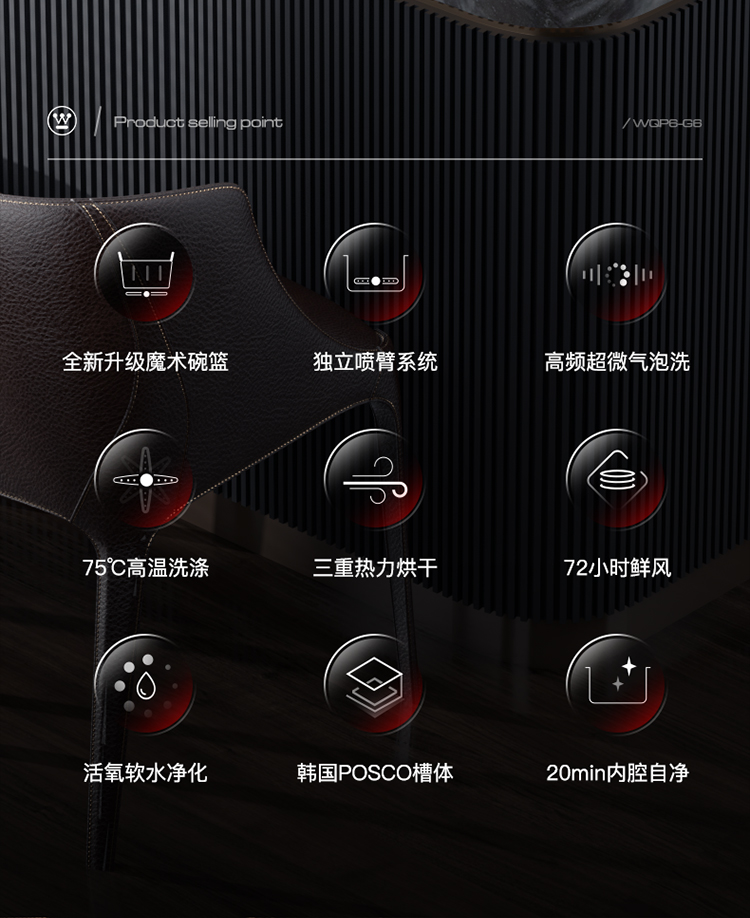 Product selling point
/WQP6-G6
全新升级魔术碗篮
独立喷臂系统
高频超微气泡洗
75℃高温洗涤
三重热力烘干
72小时鲜风
活氧软水净化
韩国POSCO槽体
20min内腔自净